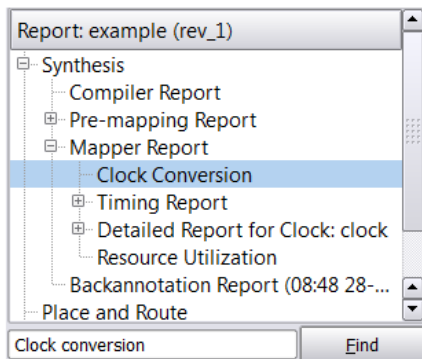 Report: example (rev_1)
Synthesis
Compiler Report
Pre-mapping Report
Mapper Report
Clock Conversion
Timing Report
Detailed Report for Clock: clock
Resource Utilization
Backannotation Report (08:48 28-...
Place and Route
Clock conversion
Find